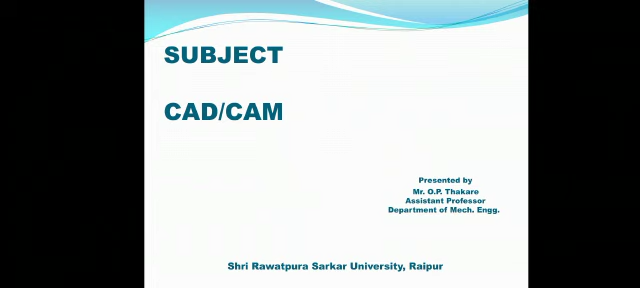 SUBJECT
CAD/CAM
Presented by
Mr. O.P. Thakare
Assistant Professor
Department of Mech. Engg.
Shri Rawatpura Sarkar University, Raipur